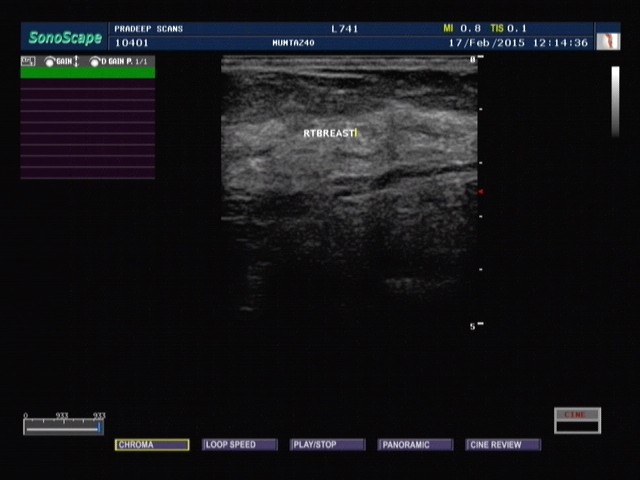 SonoScape
PRADEEP SCANS
L741
MI 0.8 TIS 0.1
10401
MUMTAZ40
17/Feb/2015 12:14:36
GAIN
D GAIN P. 1/1
0
RTBREAST
5
0 933 933
CINE
CHROMA
LOOP SPEED
PLAY/STOP
PANORAMIC
CINE REVIEW